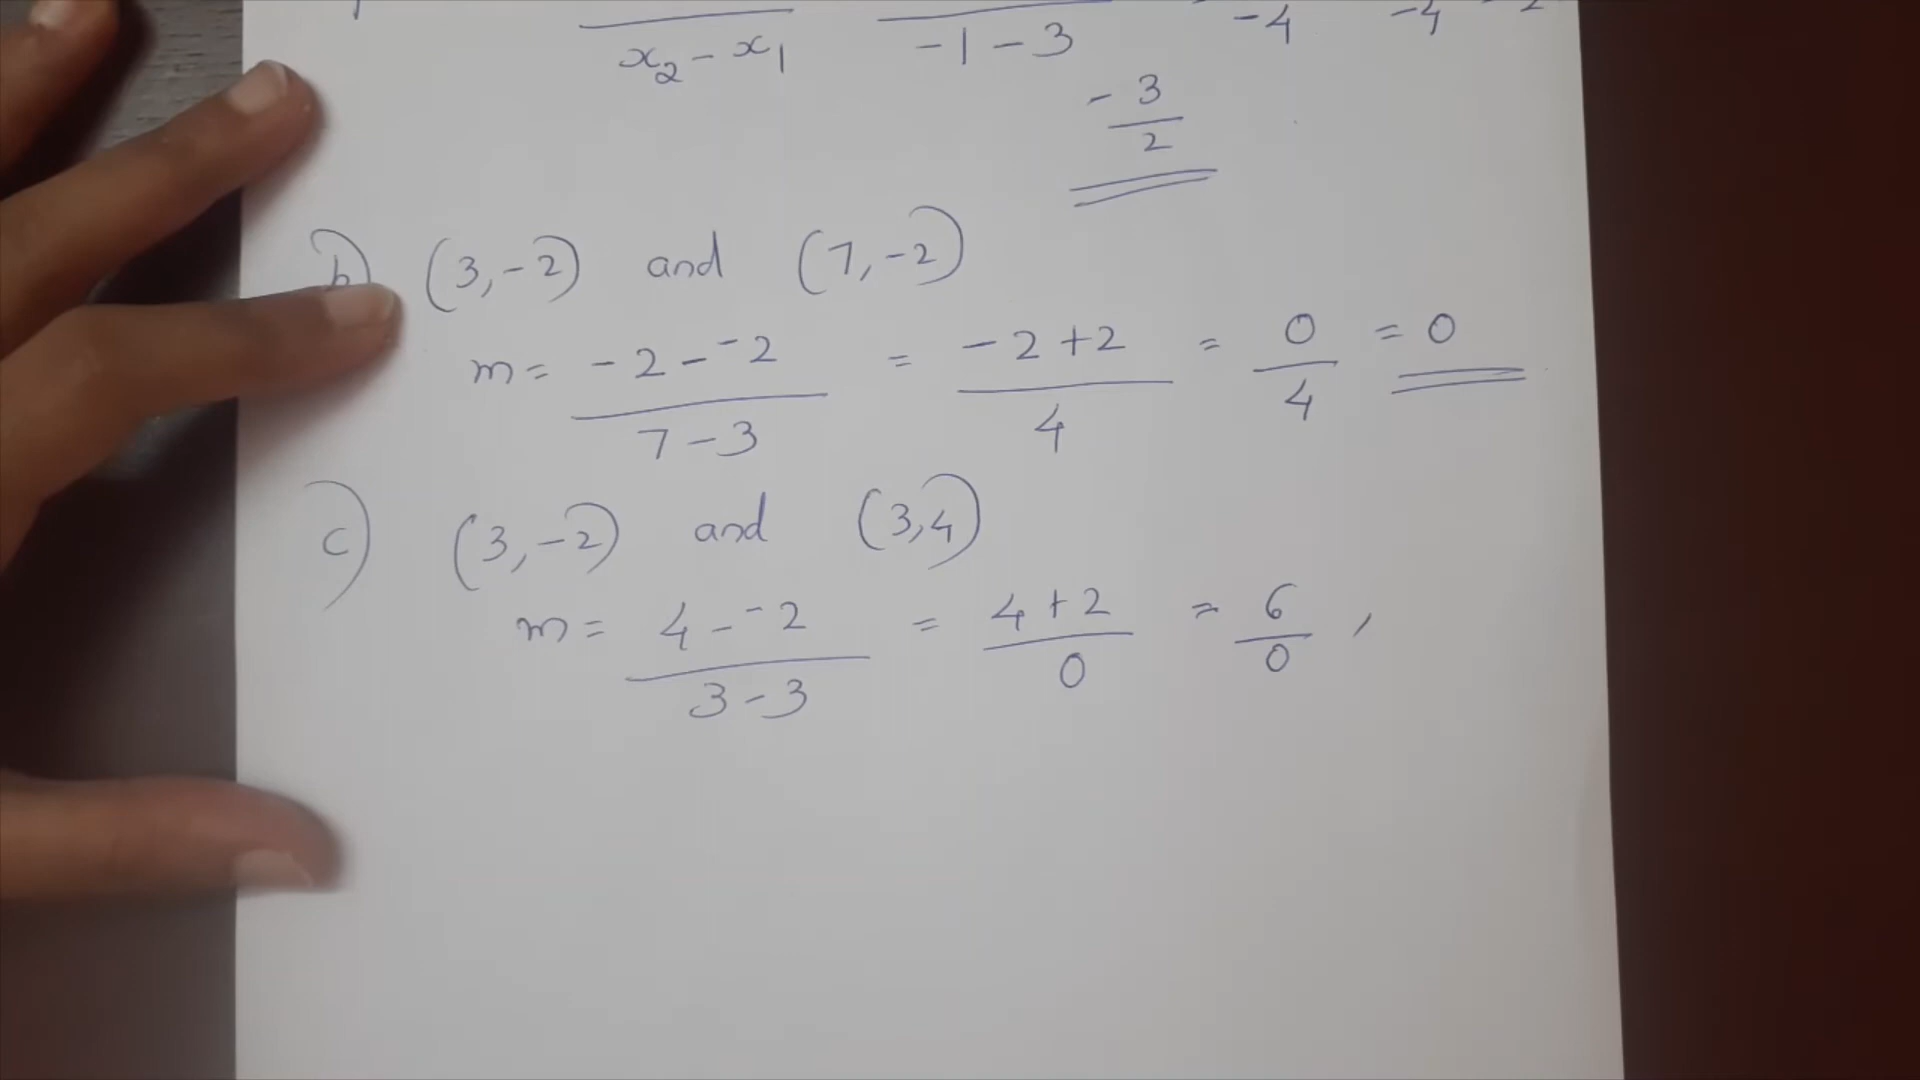 x₂ - x₁   -1 - 3   -4   -4
- 3/2
b) (3, -2) and (7, -2)
m = (-2 - -2)/(7 - 3) = (-2 + 2)/4 = 0/4 = 0
c) (3, -2) and (3, 4)
m = (4 - -2)/(3 - 3) = (4 + 2)/0 = 6/0 ,